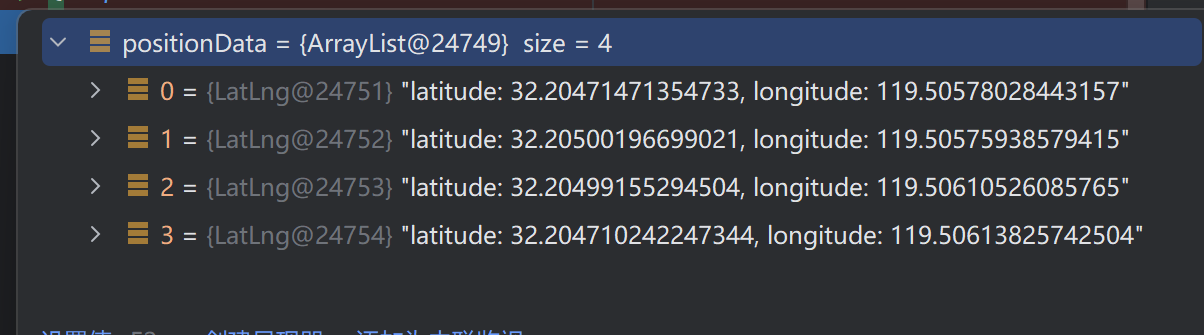 positionData = {ArrayList@24749} size = 4
0 = {LatLng@24751} "latitude: 32.20471471354733, longitude: 119.50578028443157"
1 = {LatLng@24752} "latitude: 32.20500196699021, longitude: 119.50575938579415"
2 = {LatLng@24753} "latitude: 32.20499155294504, longitude: 119.50610526085765"
3 = {LatLng@24754} "latitude: 32.204710242247344, longitude: 119.50613825742504"